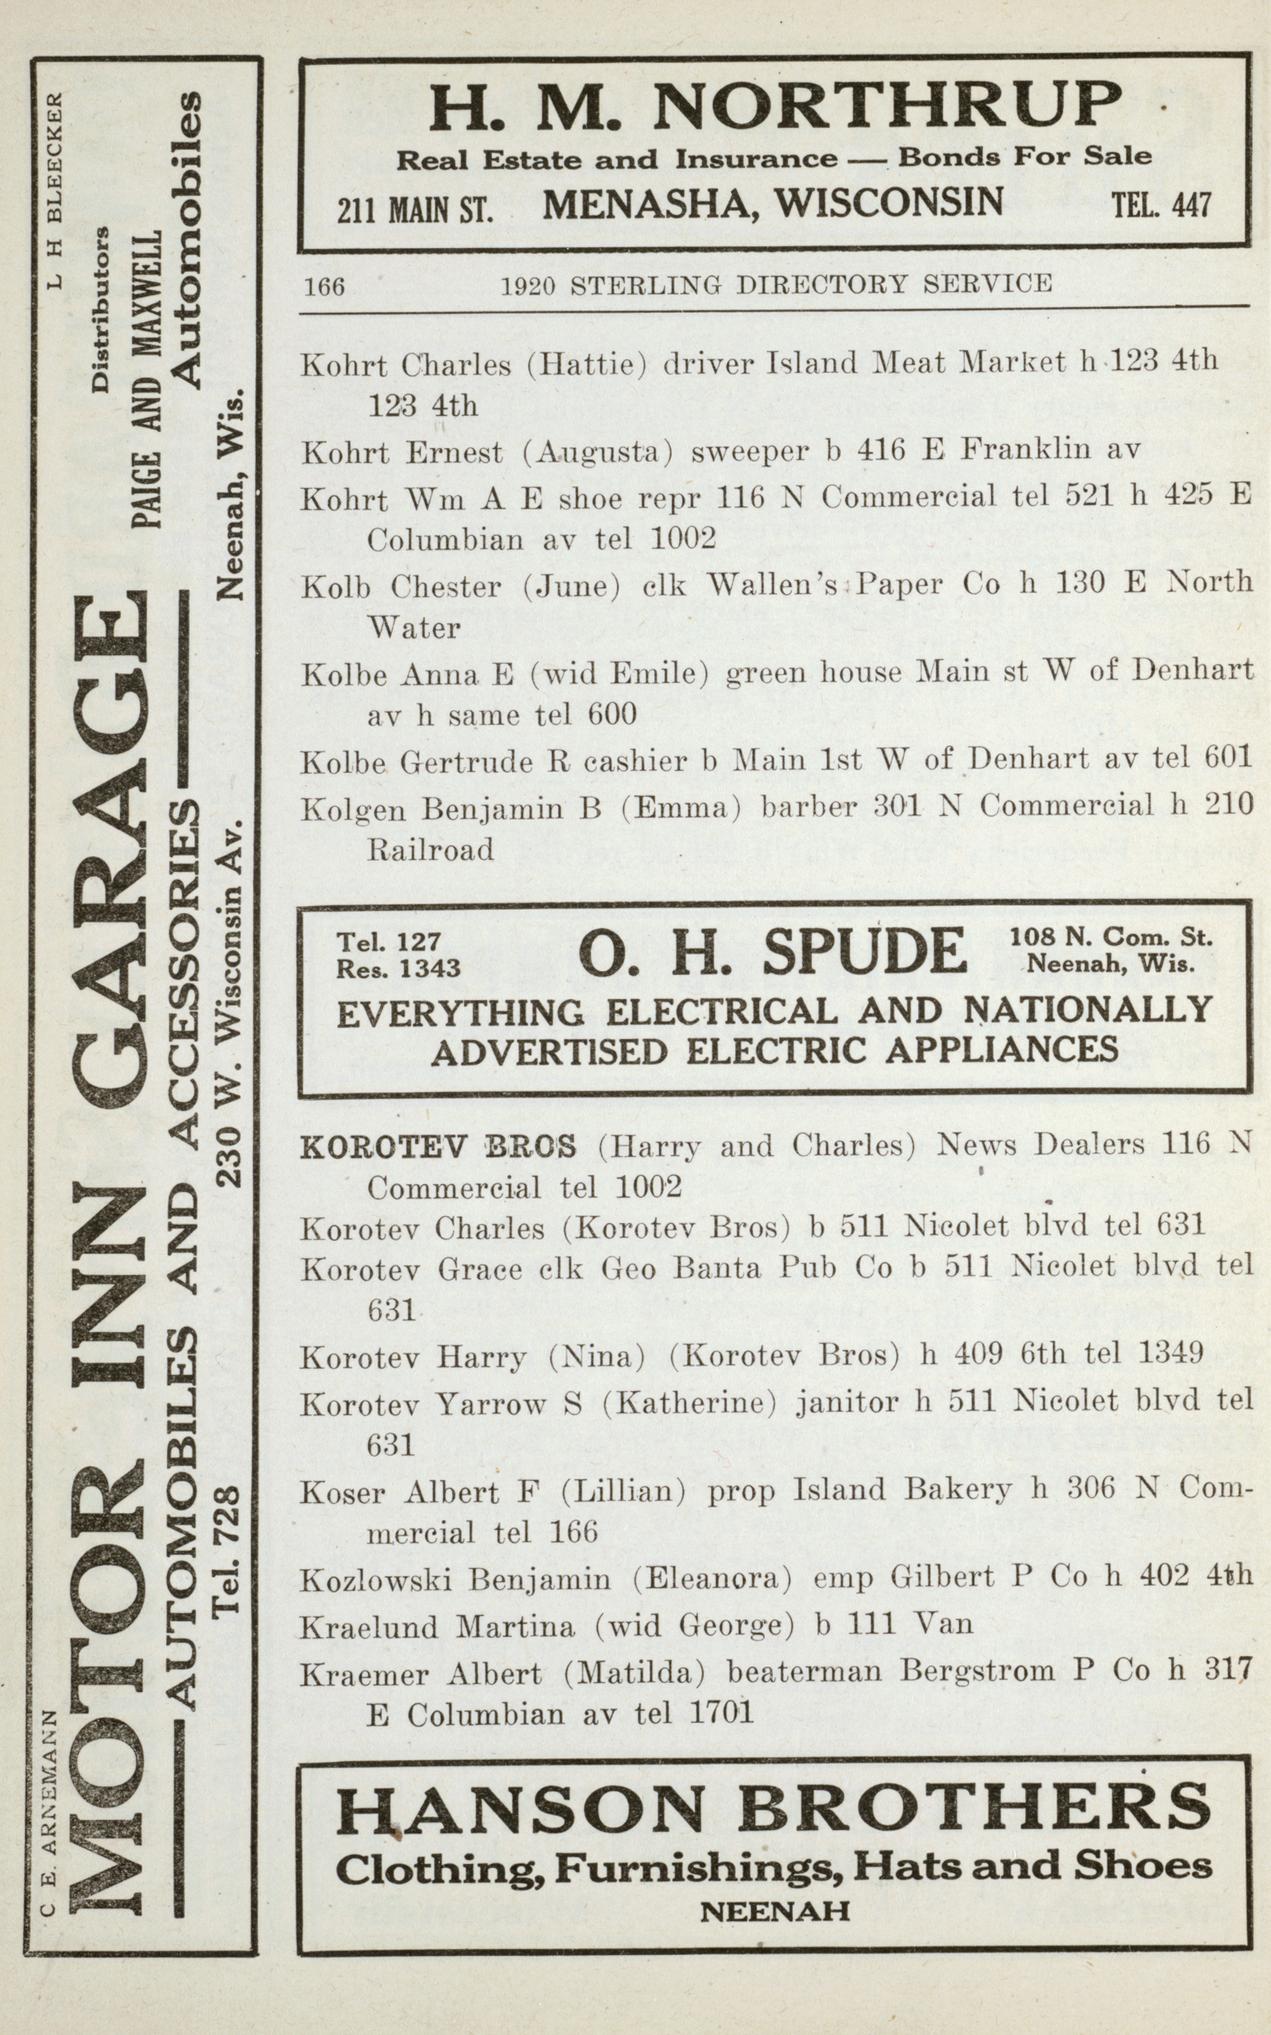 C E. ARNEMANN
L H BLEECKER
MOTOR INN GARAGE
Distributors
PAIGE AND MAXWELL
AUTOMOBILES AND ACCESSORIES
Automobiles
Tel. 728
230 W. Wisconsin Av.
Neenah, Wis.
H. M. NORTHRUP
Real Estate and Insurance — Bonds For Sale
211 MAIN ST. MENASHA, WISCONSIN TEL. 447
166 1920 STERLING DIRECTORY SERVICE
Kohrt Charles (Hattie) driver Island Meat Market h 123 4th
123 4th
Kohrt Ernest (Augusta) sweeper b 416 E Franklin av
Kohrt Wm A E shoe repr 116 N Commercial tel 521 h 425 E
Columbian av tel 1002
Kolb Chester (June) clk Wallen's Paper Co h 130 E North
Water
Kolbe Anna E (wid Emile) green house Main st W of Denhart
av h same tel 600
Kolbe Gertrude R cashier b Main 1st W of Denhart av tel 601
Kolgen Benjamin B (Emma) barber 301 N Commercial h 210
Railroad
Tel. 127
Res. 1343
O. H. SPUDE
108 N. Com. St.
Neenah, Wis.
EVERYTHING ELECTRICAL AND NATIONALLY
ADVERTISED ELECTRIC APPLIANCES
KOROTEV BROS (Harry and Charles) News Dealers 116 N
Commercial tel 1002
Korotev Charles (Korotev Bros) b 511 Nicolet blvd tel 631
Korotev Grace clk Geo Banta Pub Co b 511 Nicolet blvd tel
631
Korotev Harry (Nina) (Korotev Bros) h 409 6th tel 1349
Korotev Yarrow S (Katherine) janitor h 511 Nicolet blvd tel
631
Koser Albert F (Lillian) prop Island Bakery h 306 N Com-
mercial tel 166
Kozlowski Benjamin (Eleanora) emp Gilbert P Co h 402 4th
Kraelund Martina (wid George) b 111 Van
Kraemer Albert (Matilda) beaterman Bergstrom P Co h 317
E Columbian av tel 1701
HANSON BROTHERS
Clothing, Furnishings, Hats and Shoes
NEENAH